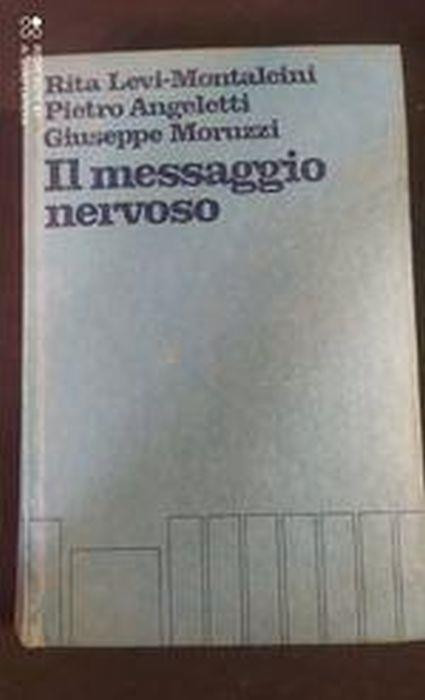 Rita Levi-Montalcini
Pietro Angeletti
Giuseppe Moruzzi
Il messaggio
nervoso